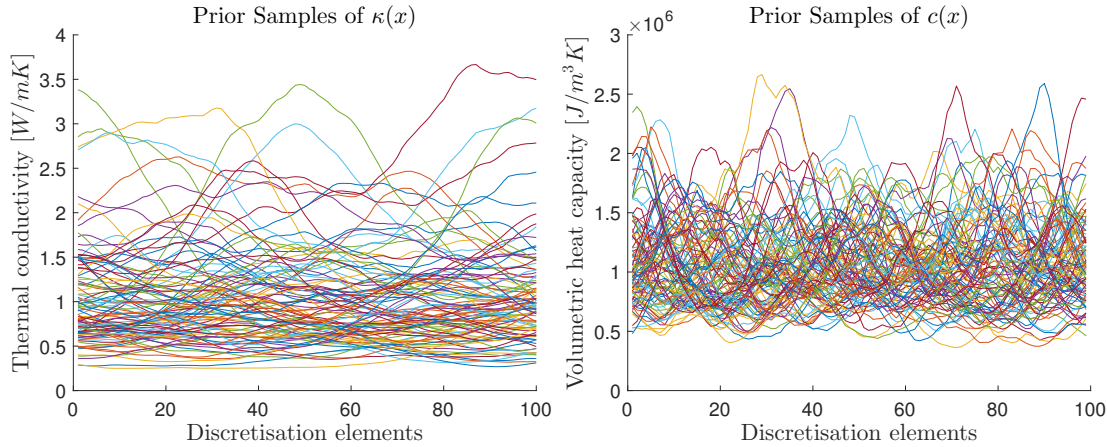 Prior Samples of κ(x)
Thermal conductivity [W/mK]
4
3.5
3
2.5
2
1.5
1
0.5
0
0 20 40 60 80 100
Discretisation elements
Prior Samples of c(x)
×10⁶
Volumetric heat capacity [J/m³K]
3
2.5
2
1.5
1
0.5
0
0 20 40 60 80 100
Discretisation elements